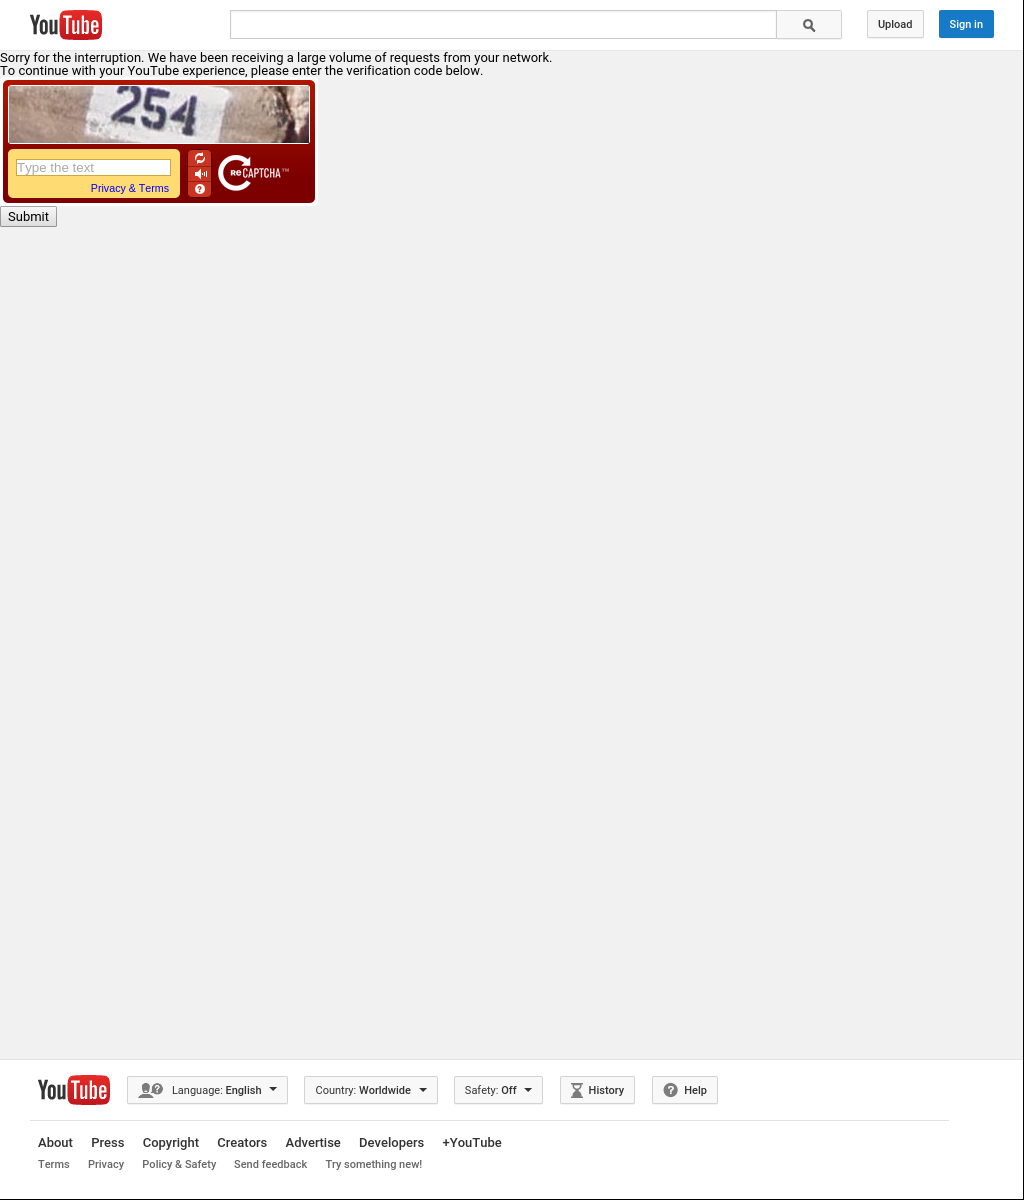 YouTube
Upload
Sign in
Sorry for the interruption. We have been receiving a large volume of requests from your network.
To continue with your YouTube experience, please enter the verification code below.
254
Type the text
Privacy & Terms
ReCAPTCHA™
Submit
YouTube
Language: English
Country: Worldwide
Safety: Off
History
Help
About Press Copyright Creators Advertise Developers +YouTube
Terms Privacy Policy & Safety Send feedback Try something new!